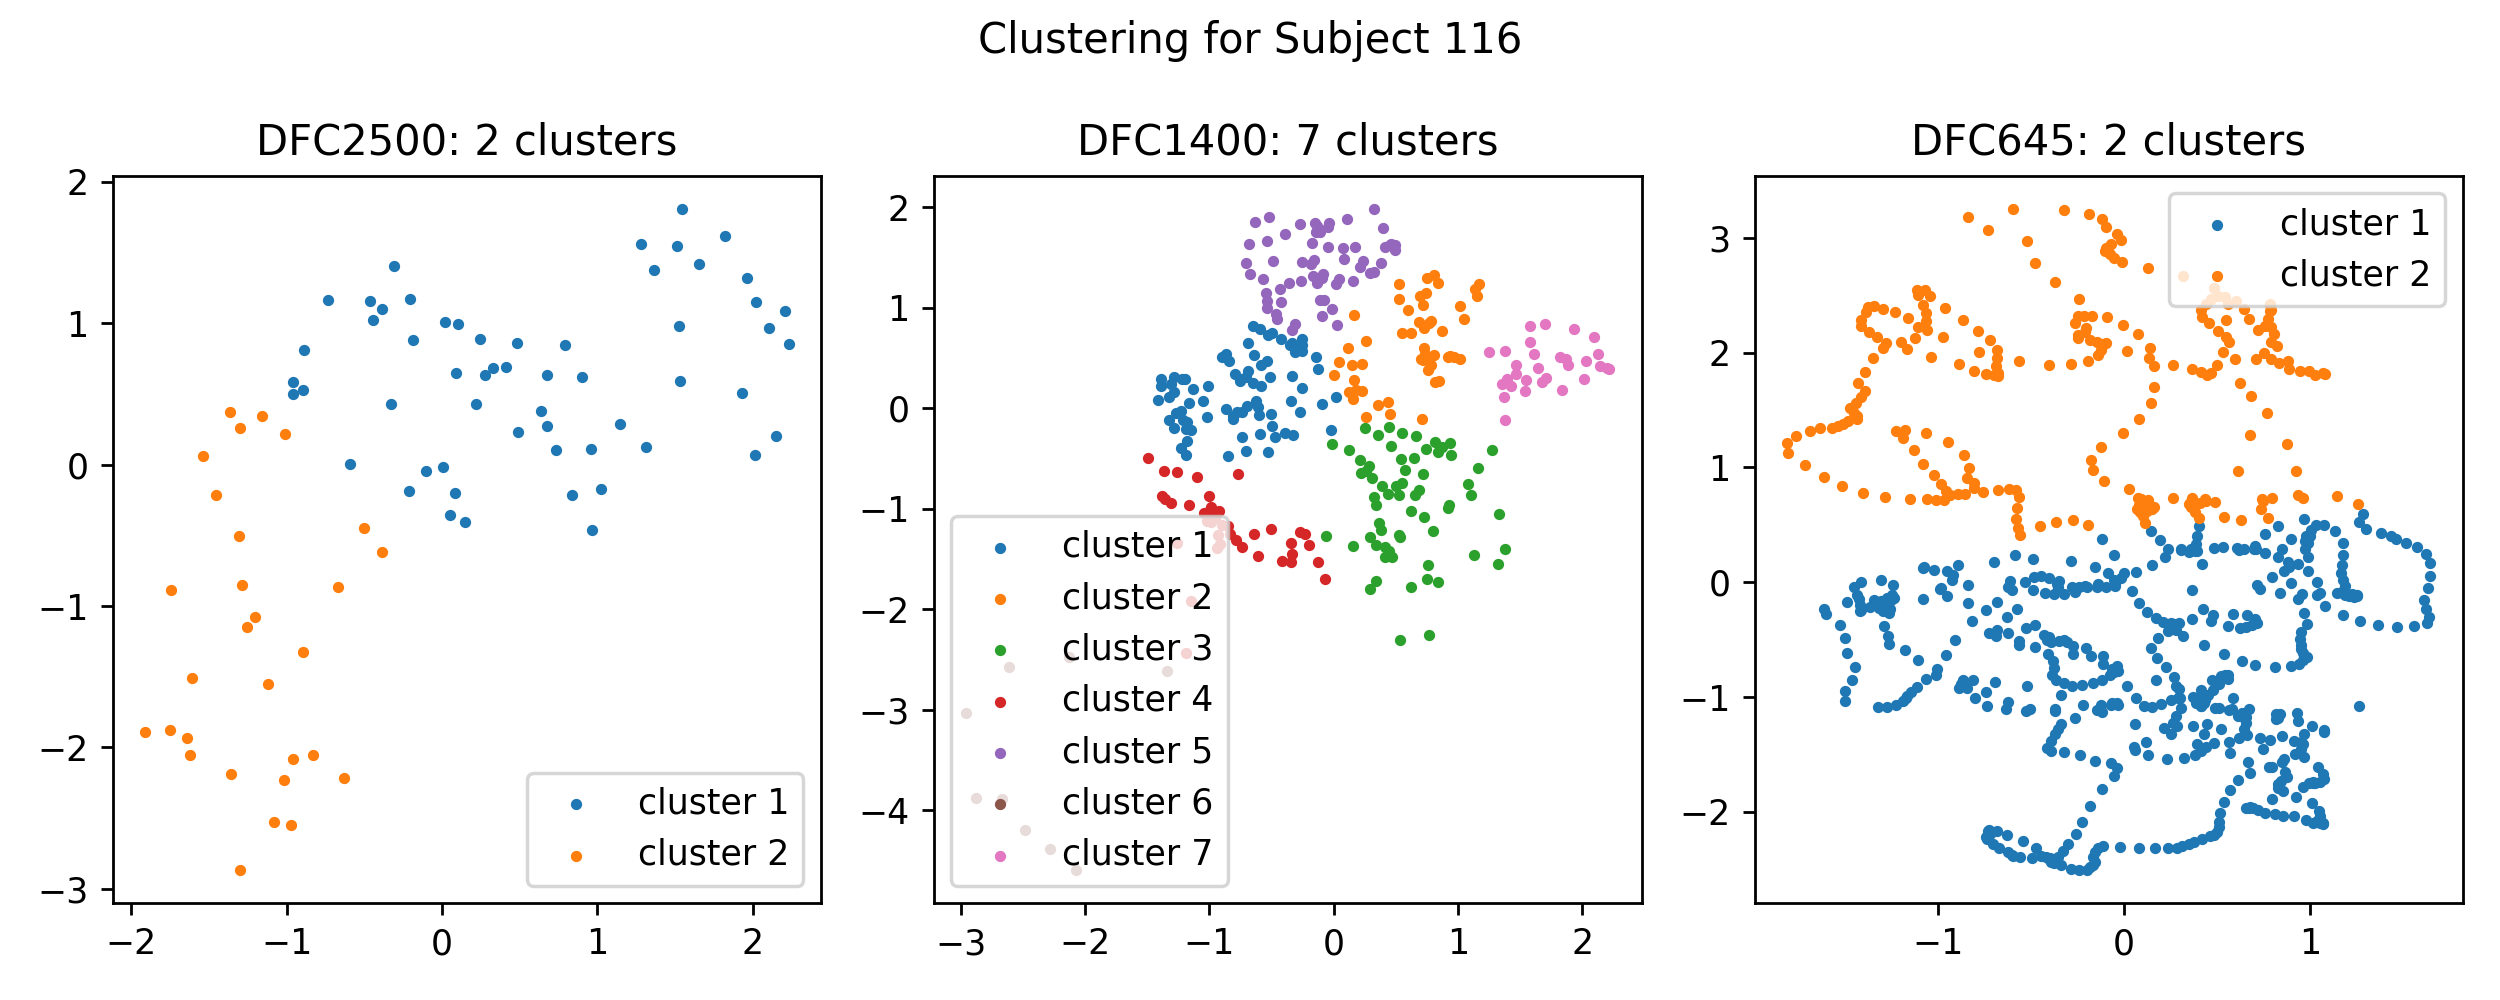 Clustering for Subject 116
DFC2500: 2 clusters
2
1
0
−1
−2
−3
−2
−1
0
1
2
cluster 1
cluster 2
DFC1400: 7 clusters
2
1
0
−1
−2
−3
−4
−3
−2
−1
0
1
2
cluster 1
cluster 2
cluster 3
cluster 4
cluster 5
cluster 6
cluster 7
DFC645: 2 clusters
3
2
1
0
−1
−2
−1
0
1
cluster 1
cluster 2